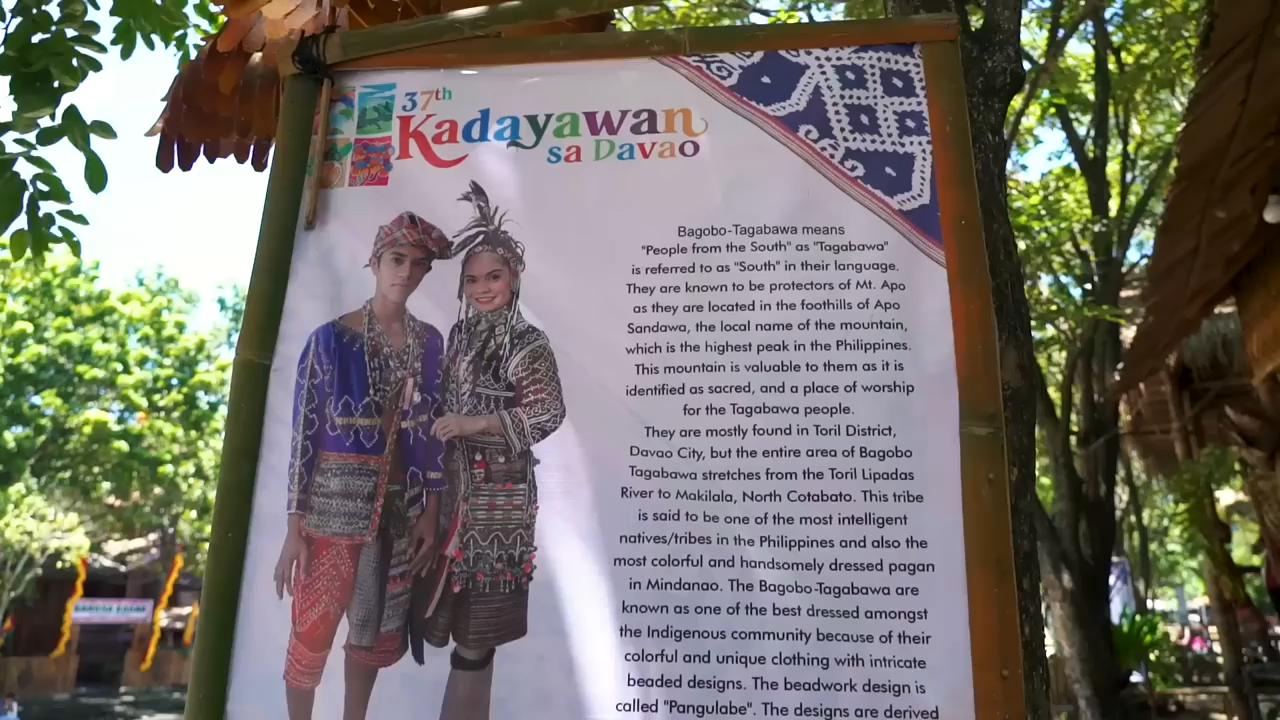 37th
Kadayawan
sa Davao
Bagobo-Tagabawa means
"People from the South" as "Tagabawa"
is referred to as "South" in their language.
They are known to be protectors of Mt. Apo
as they are located in the foothills of Apo
Sandawa, the local name of the mountain,
which is the highest peak in the Philippines.
This mountain is valuable to them as it is
identified as sacred, and a place of worship
for the Tagabawa people.
They are mostly found in Toril District,
Davao City, but the entire area of Bagobo
Tagabawa stretches from the Toril Lipadas
River to Makilala, North Cotabato. This tribe
is said to be one of the most intelligent
natives/tribes in the Philippines and also the
most colorful and handsomely dressed pagan
in Mindanao. The Bagobo-Tagabawa are
known as one of the best dressed amongst
the Indigenous community because of their
colorful and unique clothing with intricate
beaded designs. The beadwork design is
called "Pangulabe". The designs are derived